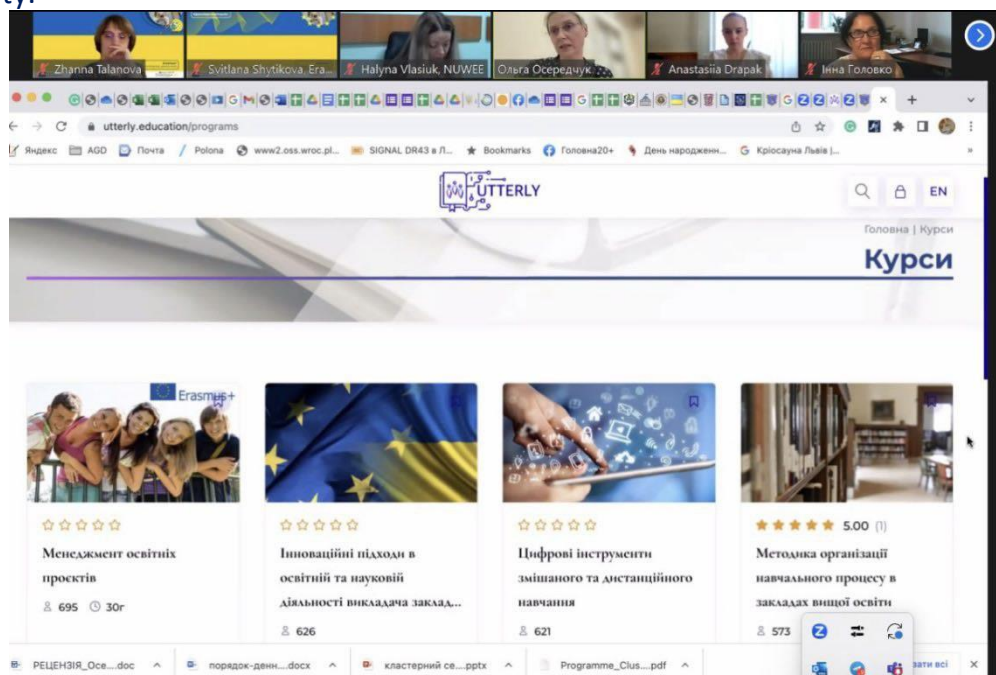 Zhanna Talanova
Svitlana Shytikova. Era...
Halyna Vlasiuk, NUWEE
Ольга Осередчук
Anastasiia Drapak
Інна Головко
utterly.education/programs
Яндекс
AGD
Почта
Polona
www2.oss.wroc.pl...
SIGNAL DR43 в Л...
Bookmarks
Головна20+
День народженн...
Кріосауна Львів |...
UTTERLY
EN
Головна | Курси
Курси
Erasmus+
5.00 (1)
Менеджмент освітніх
проєктів
695 30г
Інноваційні підходи в
освітній та науковій
діяльності викладача заклад...
626
Цифрові інструменти
змішаного та дистанційного
навчання
621
Методика організації
навчального процесу в
закладах вищої освіти
573
РЕЦЕНЗІЯ_Осе....doc
порядок-денн....docx
кластерний се....pptx
Programme_Clus....pdf